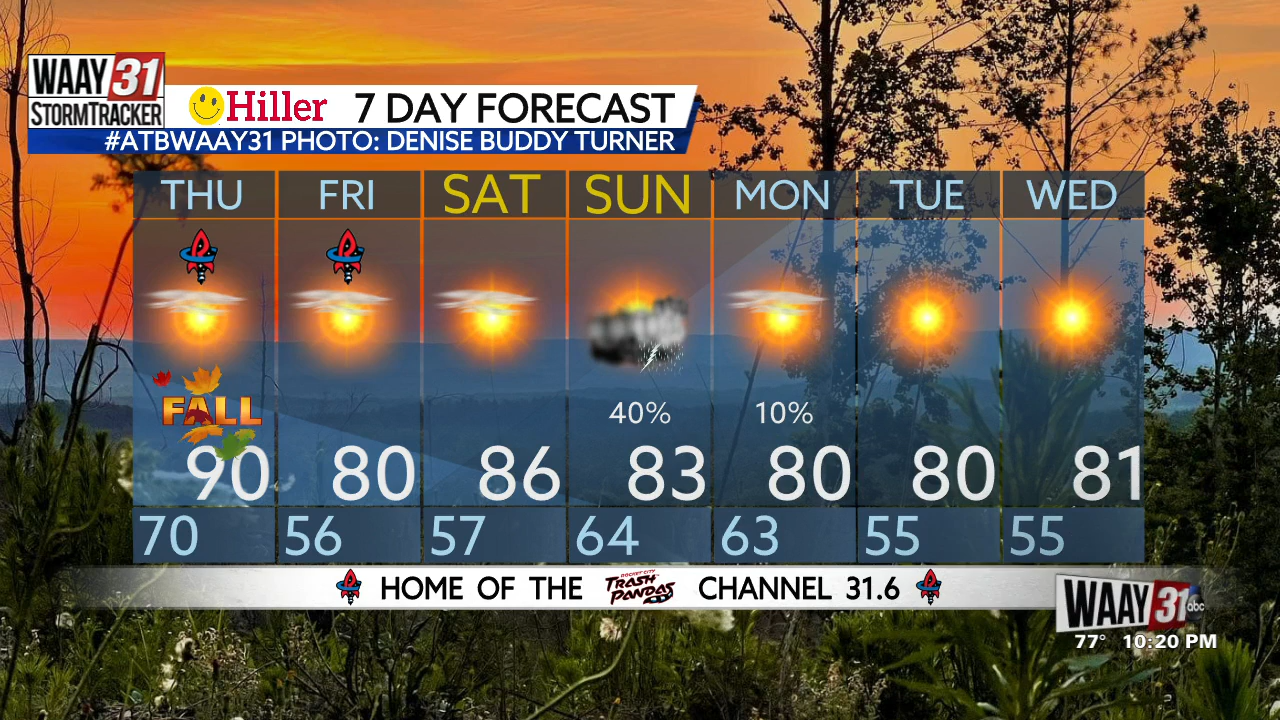 WAAY 31
STORMTRACKER
Hiller 7 DAY FORECAST
#ATBWAAY31 PHOTO: DENISE BUDDY TURNER
THU FRI SAT SUN MON TUE WED
FALL
40% 10%
90 80 86 83 80 80 81
70 56 57 64 63 55 55
HOME OF THE ROCKET CITY TRASH PANDAS CHANNEL 31.6
WAAY 31 abc
77° 10:20 PM